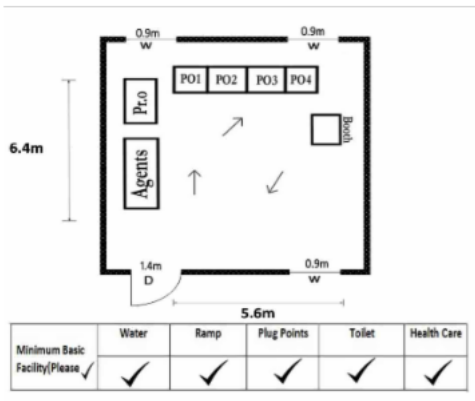 0.9m
W
0.9m
W
PO1 PO2 PO3 PO4
Pr.o
Booth
6.4m
Agents
1.4m
D
0.9m
W
5.6m
Water Ramp Plug Points Toilet Health Care
Minimum Basic
Facility(Please ✓ ✓ ✓ ✓ ✓ ✓